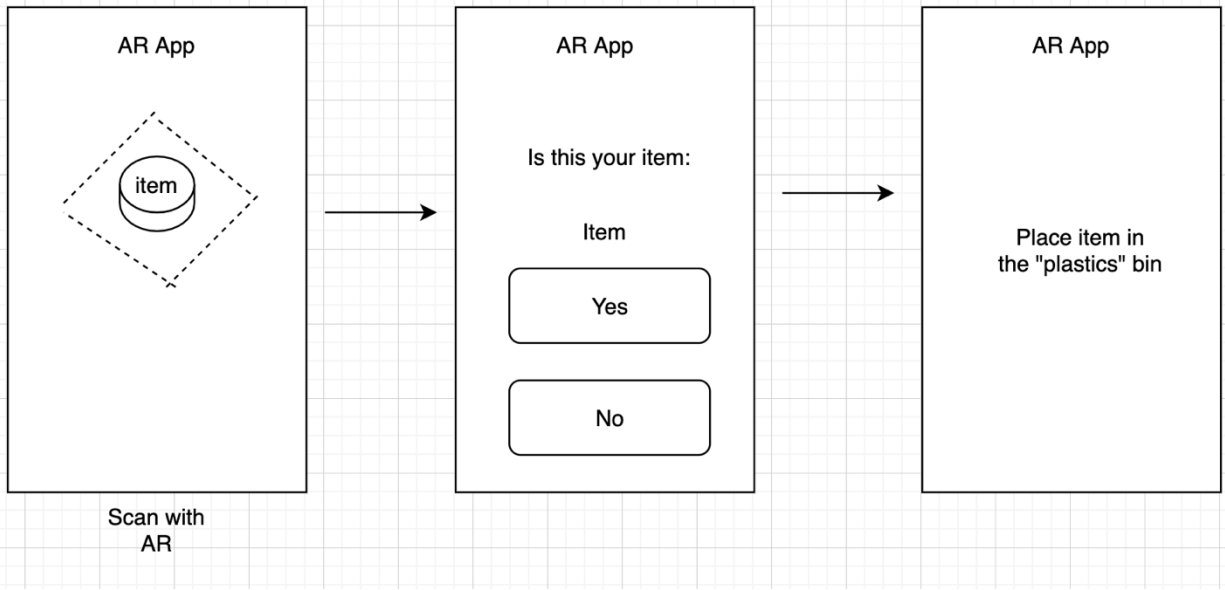 AR App
item
Scan with
AR
AR App
Is this your item:
Item
Yes
No
AR App
Place item in
the "plastics" bin